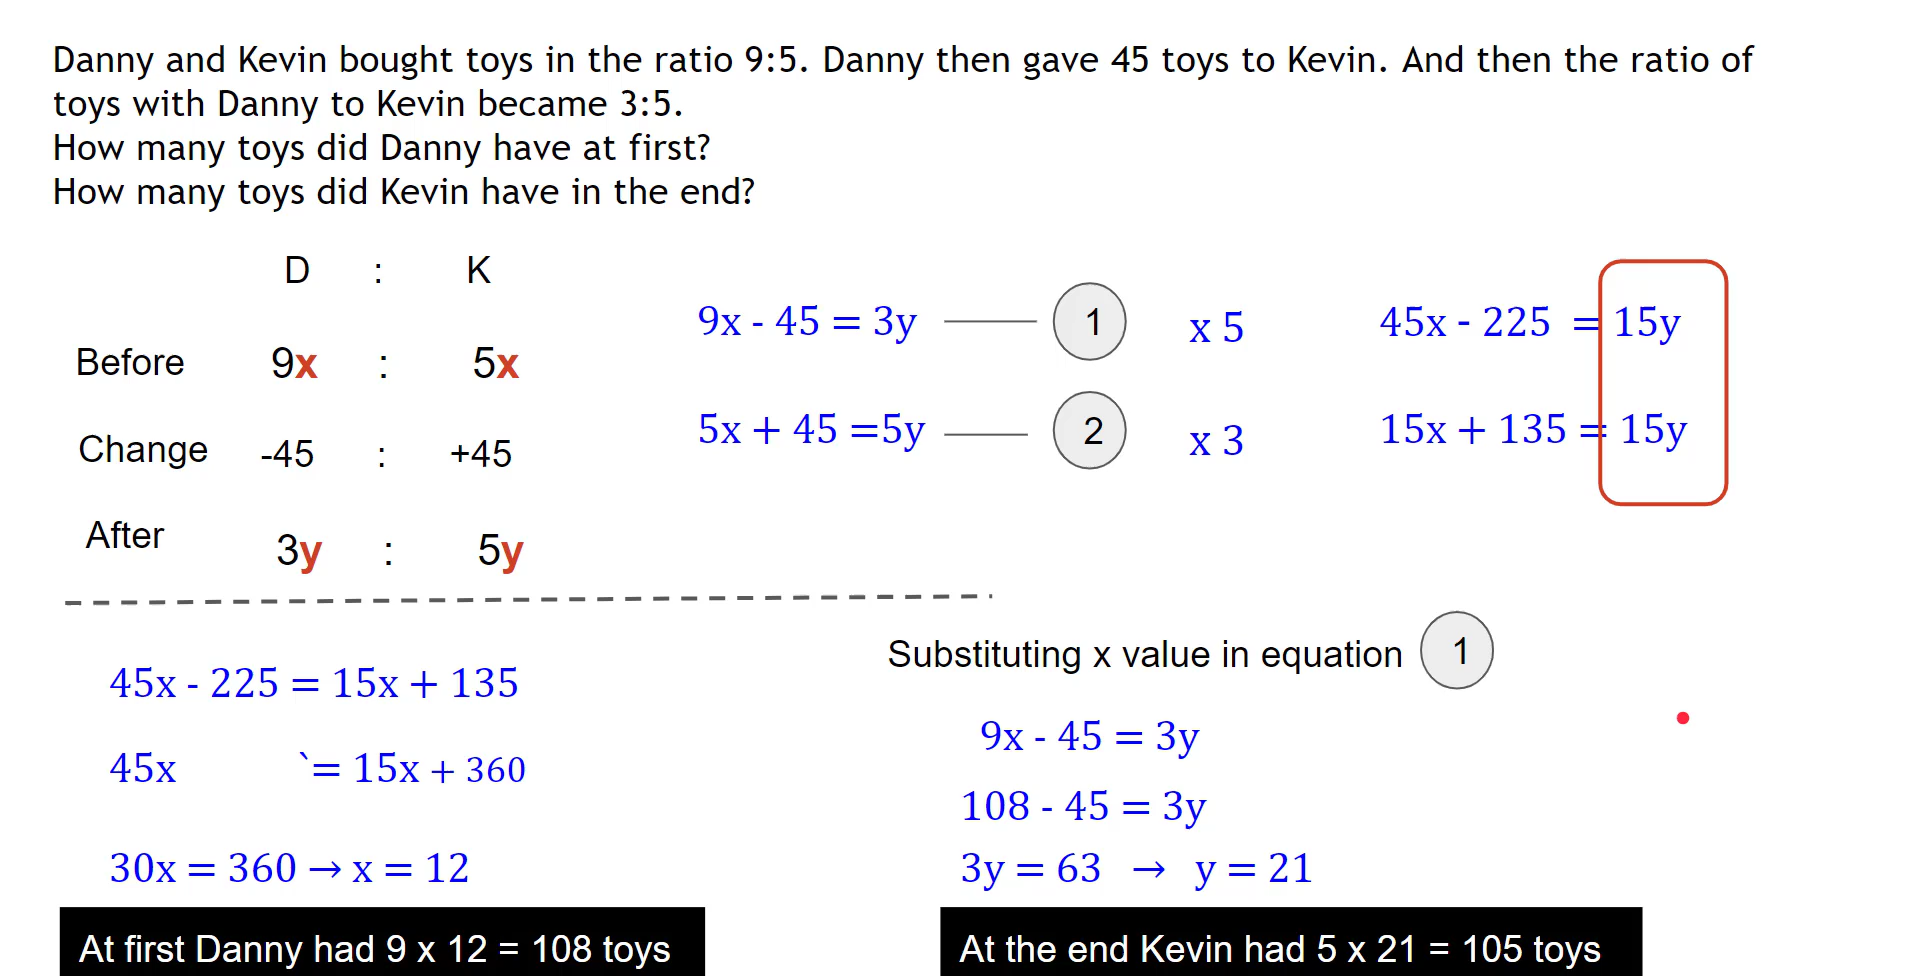 Danny and Kevin bought toys in the ratio 9:5. Danny then gave 45 toys to Kevin. And then the ratio of
toys with Danny to Kevin became 3:5.
How many toys did Danny have at first?
How many toys did Kevin have in the end?
D : K
Before 9x : 5x
Change -45 : +45
After 3y : 5y
9x - 45 = 3y 1 x 5 45x - 225 = 15y
5x + 45 =5y 2 x 3 15x + 135 = 15y
45x - 225 = 15x + 135
45x `= 15x + 360
30x = 360 → x = 12
At first Danny had 9 x 12 = 108 toys
Substituting x value in equation 1
9x - 45 = 3y
108 - 45 = 3y
3y = 63 → y = 21
At the end Kevin had 5 x 21 = 105 toys